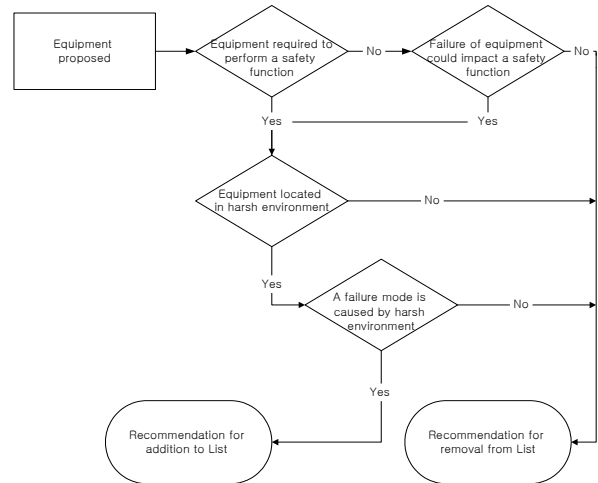 Equipment
proposed
Equipment required to
perform a safety
function
No
Failure of equipment
could impact a safety
function
No
Yes
Yes
Equipment located
in harsh environment
No
Yes
A failure mode is
caused by harsh
environment
No
Yes
Recommendation for
addition to List
Recommendation for
removal from List